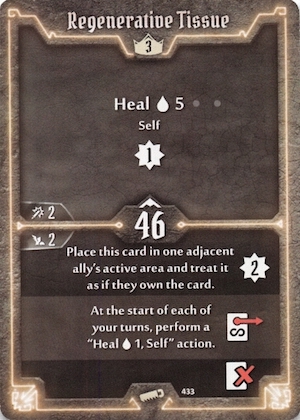 Regenerative Tissue
3
Heal 5
Self
1
2
46
2
Place this card in one adjacent
ally's active area and treat it
as if they own the card.
2
At the start of each of
your turns, perform a
“Heal 1, Self” action.
S
433